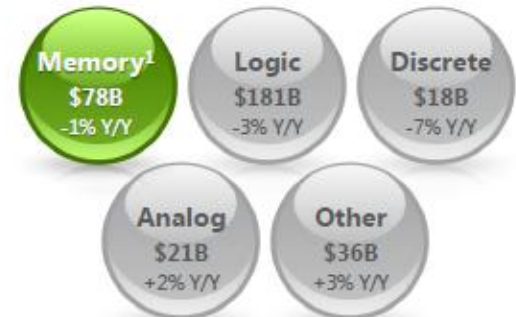 Memory¹
$78B
-1% Y/Y
Logic
$181B
-3% Y/Y
Discrete
$18B
-7% Y/Y
Analog
$21B
+2% Y/Y
Other
$36B
+3% Y/Y